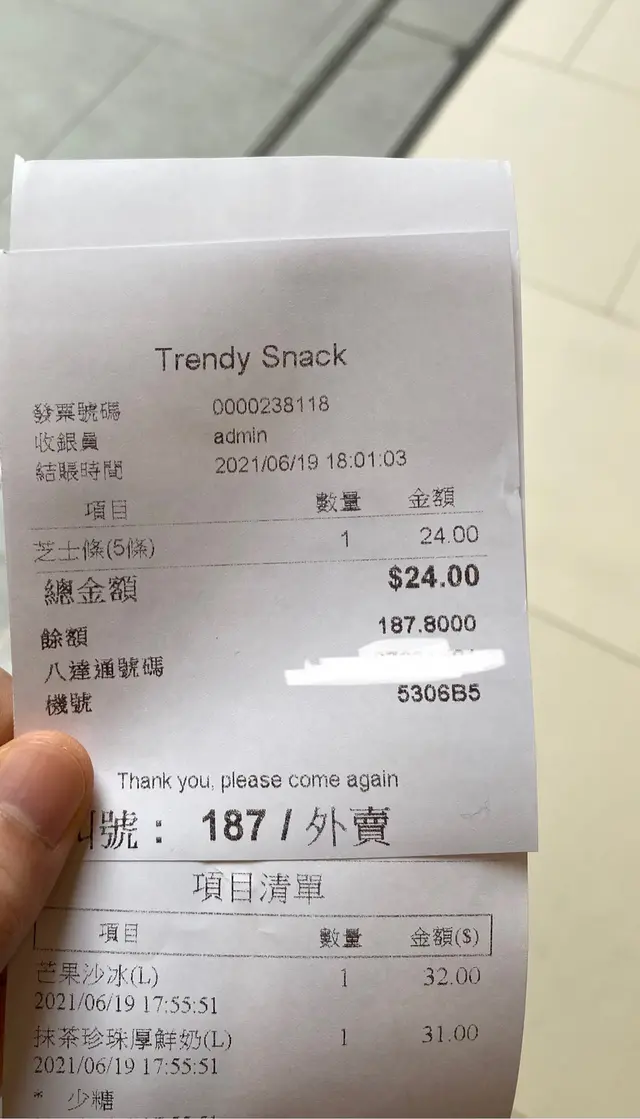 Trendy Snack
發票號碼 0000238118
收銀員 admin
結賬時間 2021/06/19 18:01:03
項目 數量 金額
芝士條(5條) 1 24.00
總金額 $24.00
餘額 187.8000
八達通號碼
機號 5306B5
Thank you, please come again
號： 187 / 外賣
項目清單
項目 數量 金額($)
芒果沙冰(L) 1 32.00
2021/06/19 17:55:51
抹茶珍珠厚鮮奶(L) 1 31.00
2021/06/19 17:55:51
* 少糖